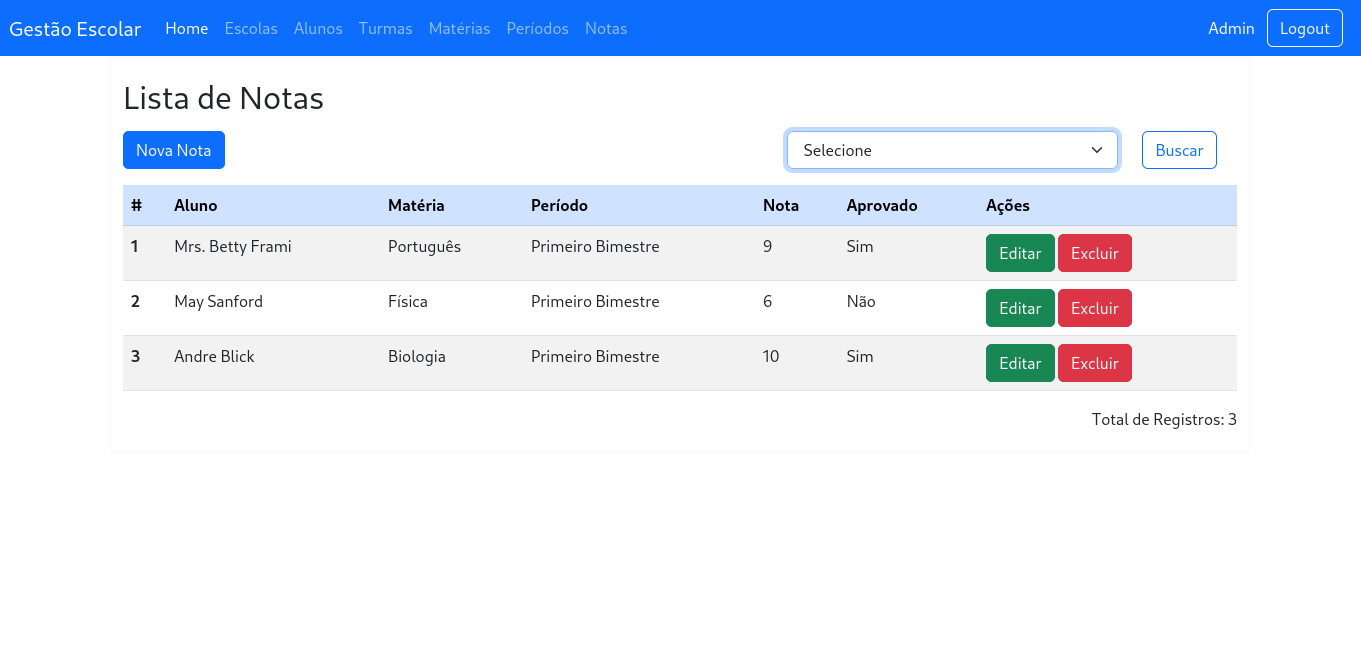 Gestão Escolar Home Escolas Alunos Turmas Matérias Períodos Notas Admin Logout
Lista de Notas
Nova Nota Selecione Buscar
# Aluno Matéria Período Nota Aprovado Ações
1 Mrs. Betty Frami Português Primeiro Bimestre 9 Sim Editar Excluir
2 May Sanford Física Primeiro Bimestre 6 Não Editar Excluir
3 Andre Blick Biologia Primeiro Bimestre 10 Sim Editar Excluir
Total de Registros: 3